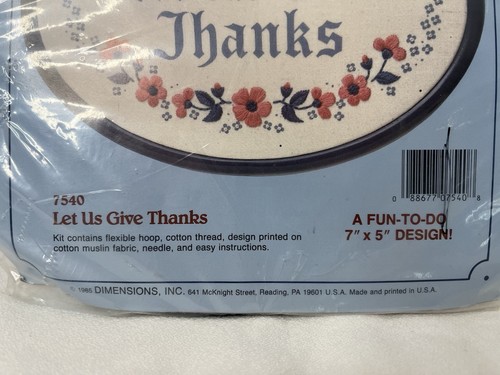 Thanks
7540
Let Us Give Thanks
Kit contains flexible hoop, cotton thread, design printed on
cotton muslin fabric, needle, and easy instructions.
0 88677 07540 8
A FUN-TO-DO
7" x 5" DESIGN!
© 1985 DIMENSIONS, INC. 641 McKnight Street, Reading, PA 19601 U.S.A. Made and printed in U.S.A.